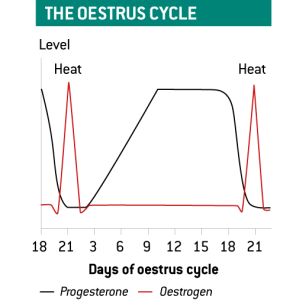 THE OESTRUS CYCLE
Level
Heat Heat
18 21 3 6 9 12 15 18 21
Days of oestrus cycle
Progesterone Oestrogen